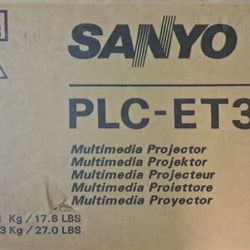 SANYO
PLC-ET3
Multimedia Projector
Multimedia Projektor
Multimedia Projecteur
Multimedia Proiettore
Multimedia Proyector
Kg / 17.8 LBS
3 Kg / 27.0 LBS